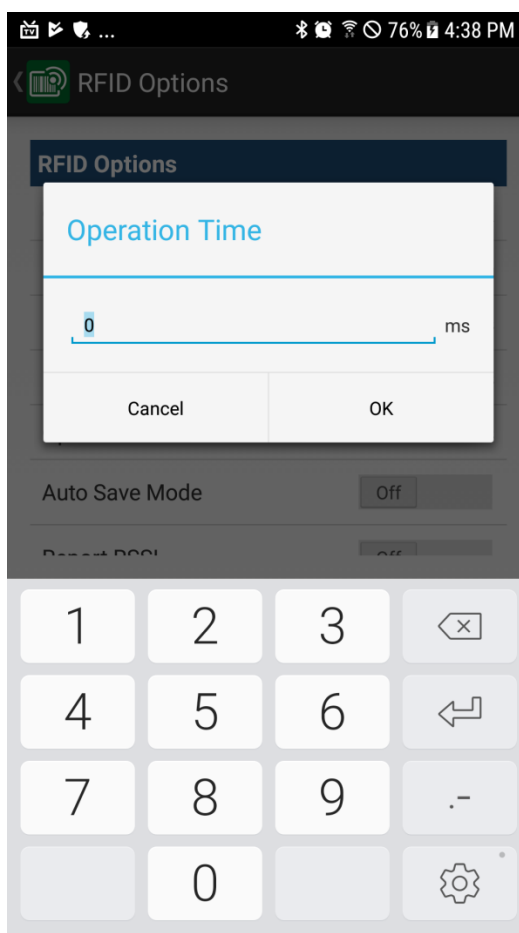 ... 76% 4:38 PM
RFID Options
RFID Options
Operation Time
0 ms
Cancel OK
Auto Save Mode Off
1 2 3
4 5 6
7 8 9 .-
0